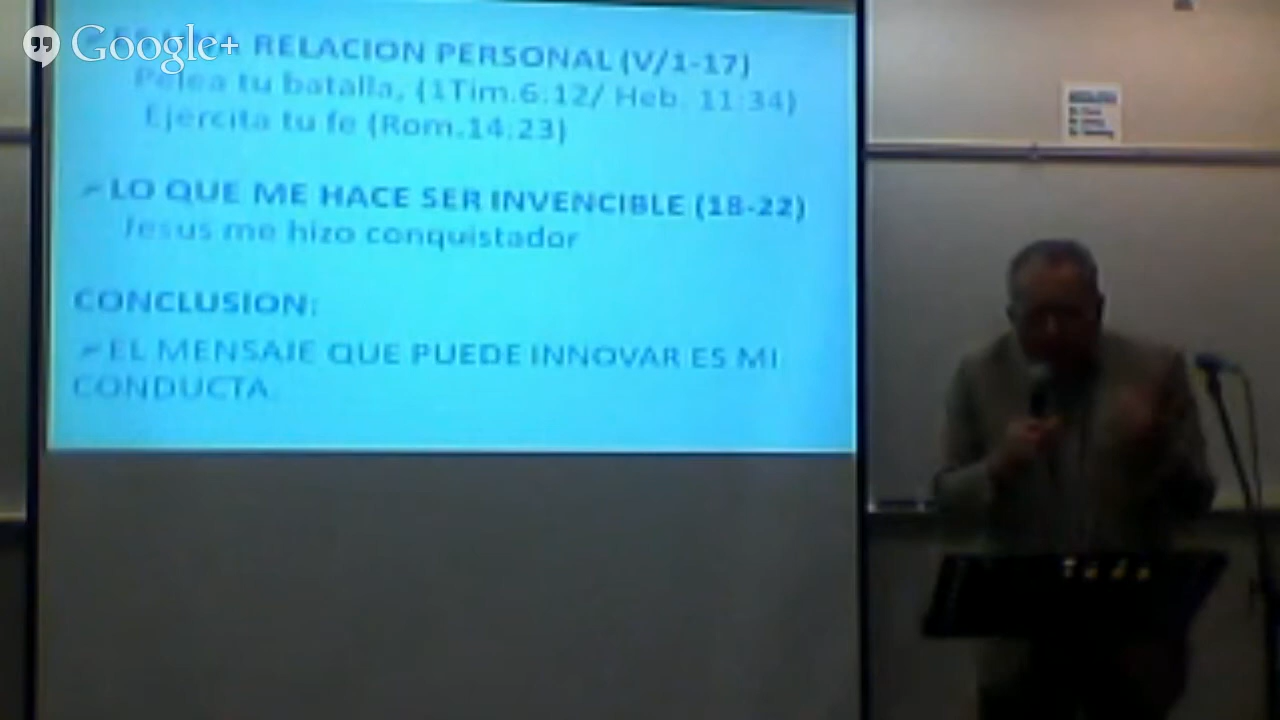 Google+
RELACION PERSONAL (V/1-17)
Pelea tu batalla, (1Tim.6.12/ Heb. 11:34)
Ejercita tu fe (Rom.14:23)
LO QUE ME HACE SER INVENCIBLE (18-22)
Jesus me hizo conquistador
CONCLUSION:
EL MENSAJE QUE PUEDE INNOVAR ES MI
CONDUCTA